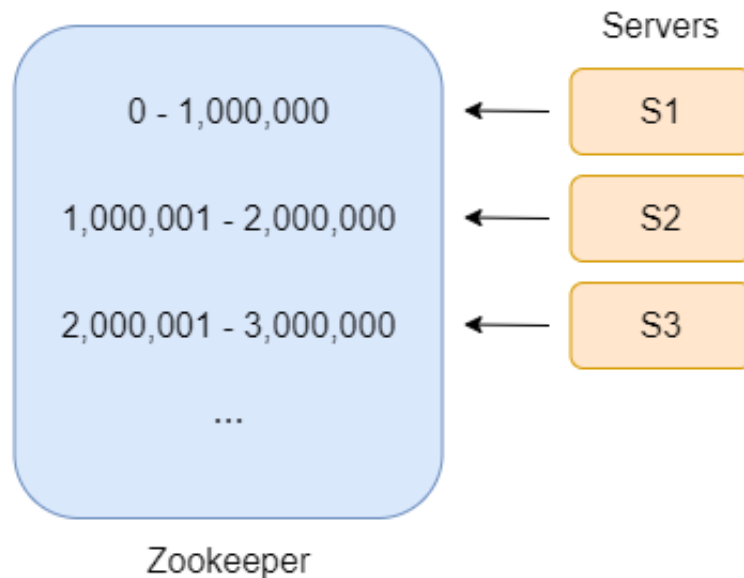 Servers
0 - 1,000,000
S1
1,000,001 - 2,000,000
S2
2,000,001 - 3,000,000
S3
...
Zookeeper